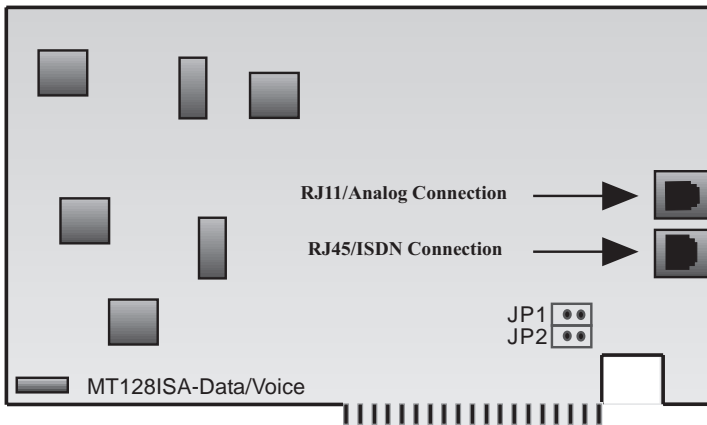 RJ11/Analog Connection
RJ45/ISDN Connection
JP1
JP2
MT128ISA-Data/Voice